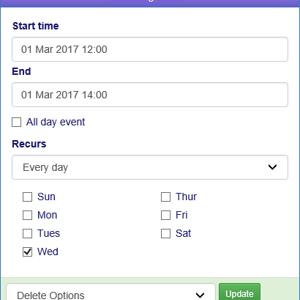 Start time
01 Mar 2017 12:00
End
01 Mar 2017 14:00
All day event
Recurs
Every day
Sun Thur
Mon Fri
Tues Sat
Wed
Delete Options Update